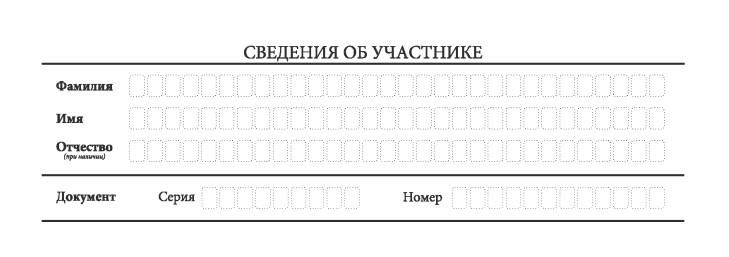 СВЕДЕНИЯ ОБ УЧАСТНИКЕ
Фамилия
Имя
Отчество
(при наличии)
Документ Серия Номер